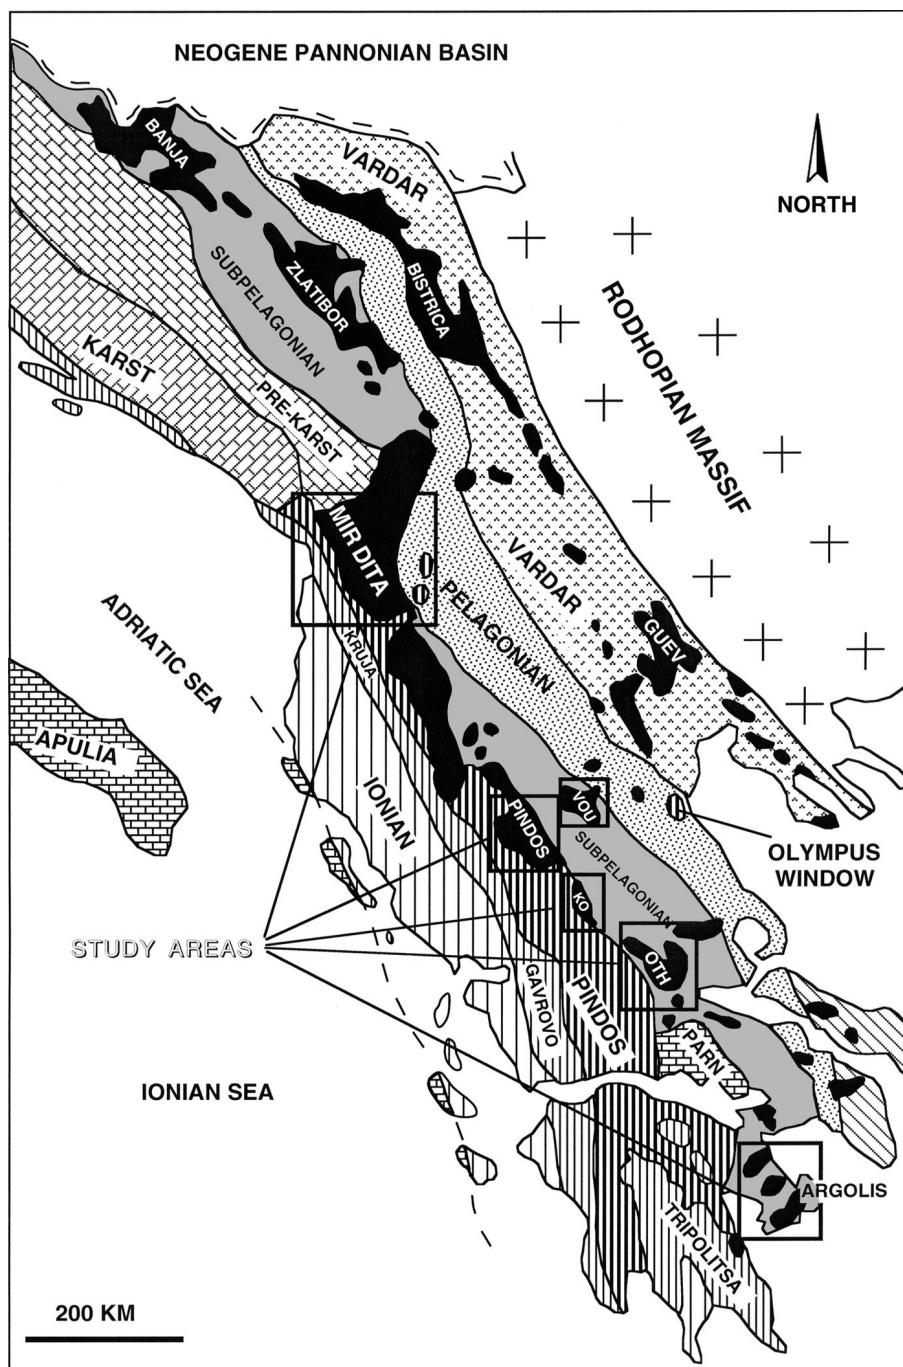 NEOGENE PANNONIAN BASIN
BANJA
VARDAR
NORTH
SUBPELAGONIAN
ZLATIBOR
BISTRICA
RODHOPIAN MASSIF
KARST
PRE-KARST
MIR DITA
VARDAR
PELAGONIAN
GUEV
KRUJA
ADRIATIC SEA
APULIA
IONIAN
PINDOS
VOU
SUBPELAGONIAN
OLYMPUS
WINDOW
KO
STUDY AREAS
OTH
GAVROVO
PINDOS
PARN
IONIAN SEA
ARGOLIS
TRIPOLITSA
200 KM